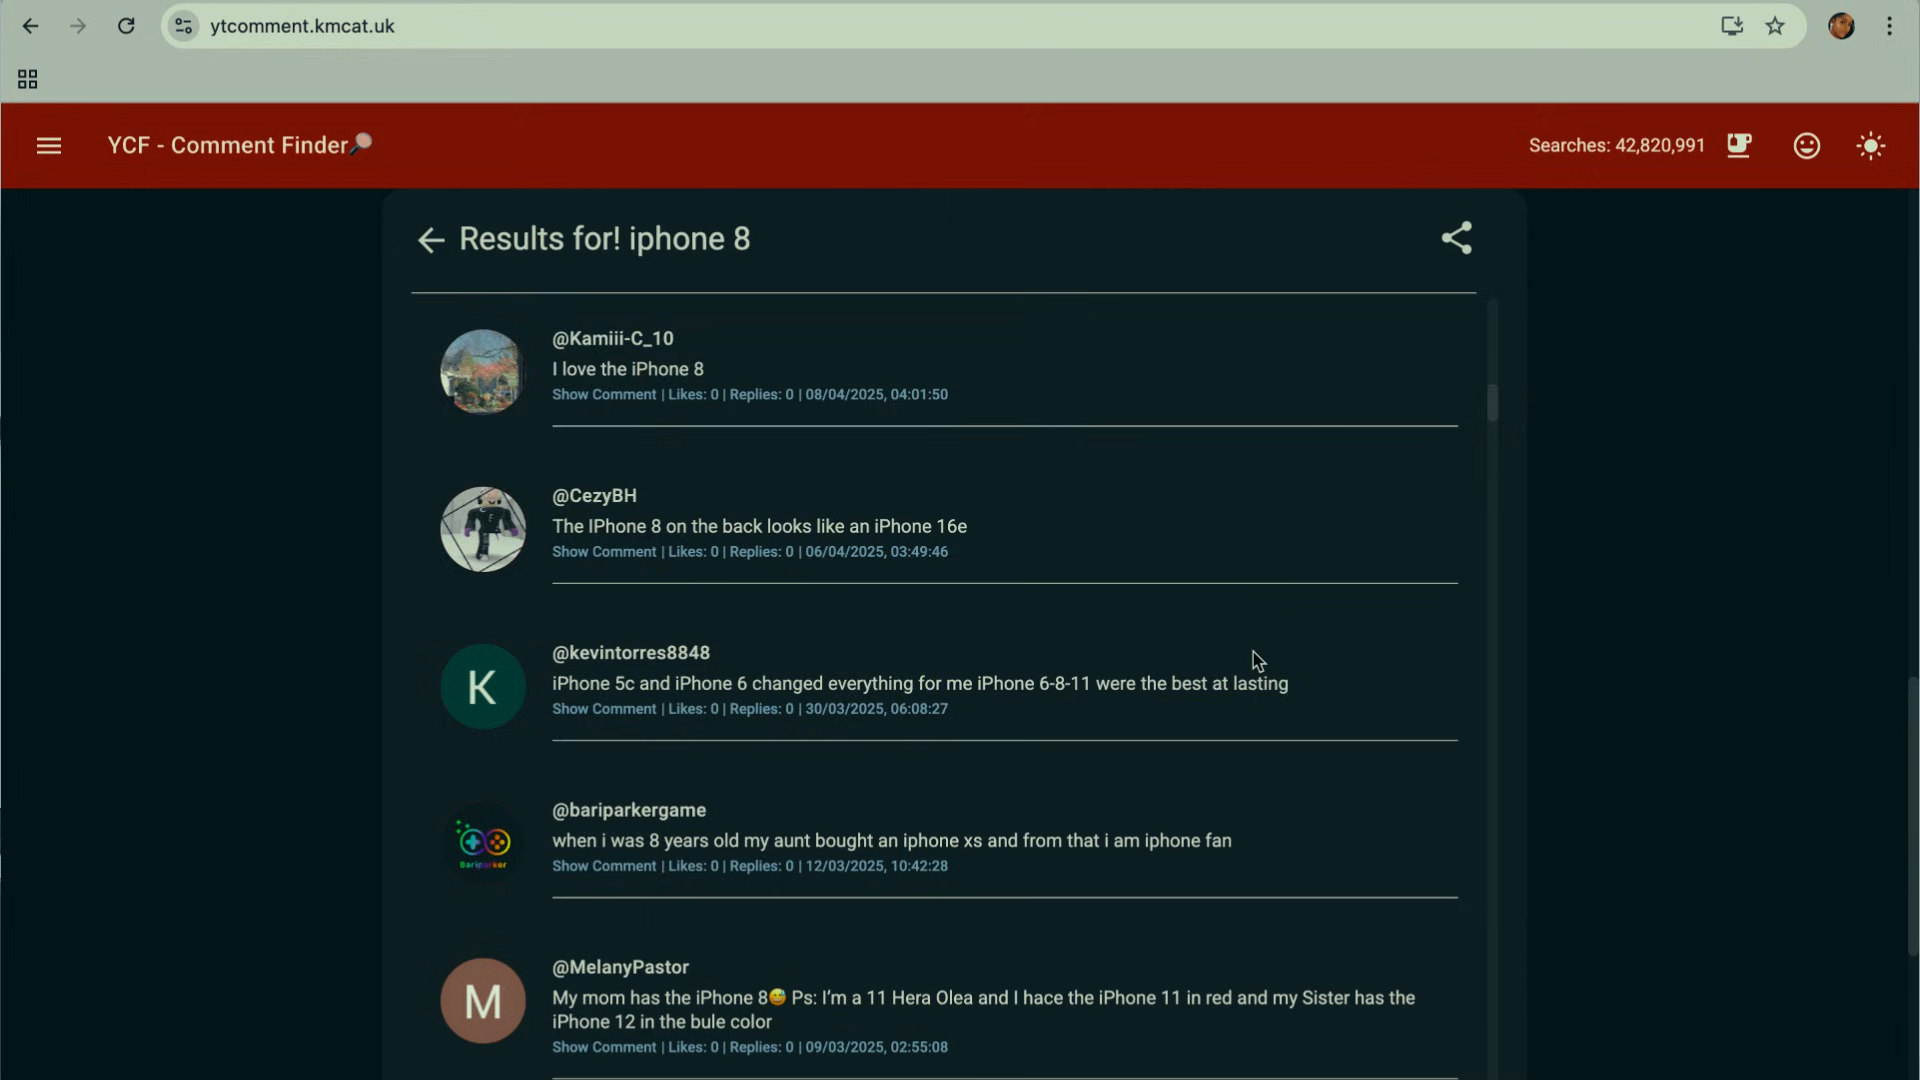 ytcomment.kmcat.uk
YCF - Comment Finder🔎
Searches: 42,820,991
Results for! iphone 8
@Kamiii-C_10
I love the iPhone 8
Show Comment | Likes: 0 | Replies: 0 | 08/04/2025, 04:01:50
@CezyBH
The IPhone 8 on the back looks like an iPhone 16e
Show Comment | Likes: 0 | Replies: 0 | 06/04/2025, 03:49:46
K
@kevintorres8848
iPhone 5c and iPhone 6 changed everything for me iPhone 6-8-11 were the best at lasting
Show Comment | Likes: 0 | Replies: 0 | 30/03/2025, 06:08:27
Bariparker
@bariparkergame
when i was 8 years old my aunt bought an iphone xs and from that i am iphone fan
Show Comment | Likes: 0 | Replies: 0 | 12/03/2025, 10:42:28
M
@MelanyPastor
My mom has the iPhone 8😅 Ps: I’m a 11 Hera Olea and I hace the iPhone 11 in red and my Sister has the
iPhone 12 in the bule color
Show Comment | Likes: 0 | Replies: 0 | 09/03/2025, 02:55:08